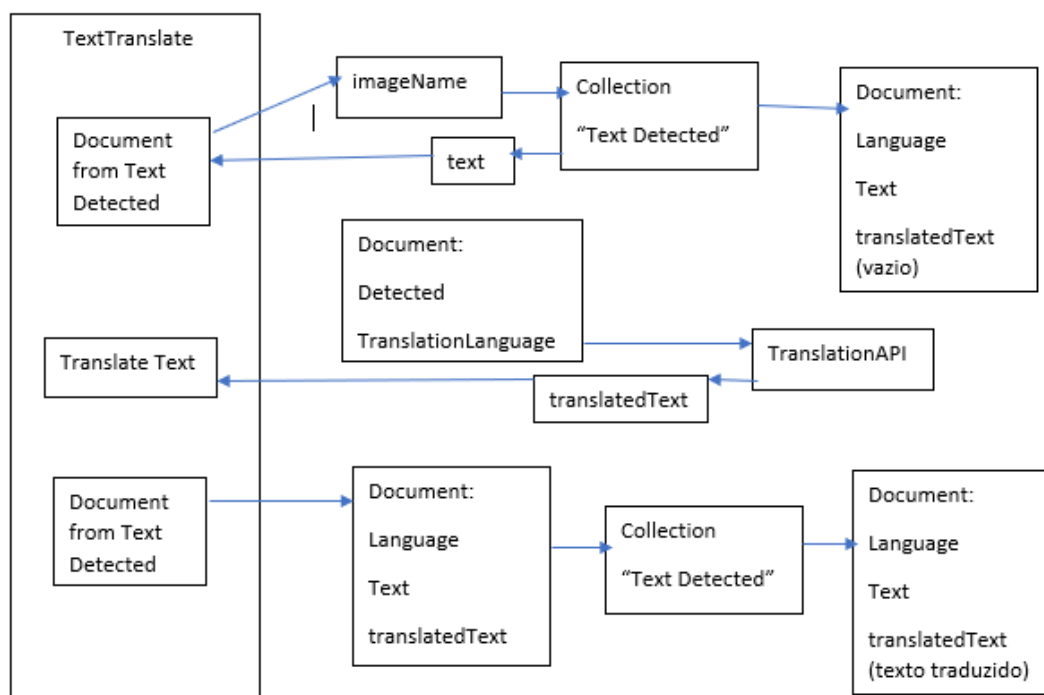 TextTranslate
imageName
Collection
“Text Detected”
Document:
Language
Text
translatedText
(vazio)
Document
from Text
Detected
text
Document:
Detected
TranslationLanguage
Translate Text
TranslationAPI
translatedText
Document
from Text
Detected
Document:
Language
Text
translatedText
Collection
“Text Detected”
Document:
Language
Text
translatedText
(texto traduzido)